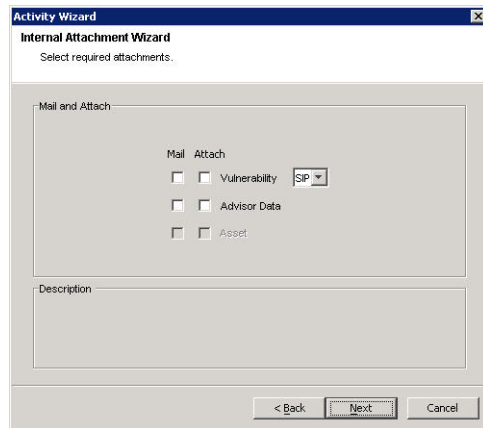 Activity Wizard
Internal Attachment Wizard
Select required attachments.
Mail and Attach
Mail Attach
Vulnerability SIP
Advisor Data
Asset
Description
< Back Next Cancel